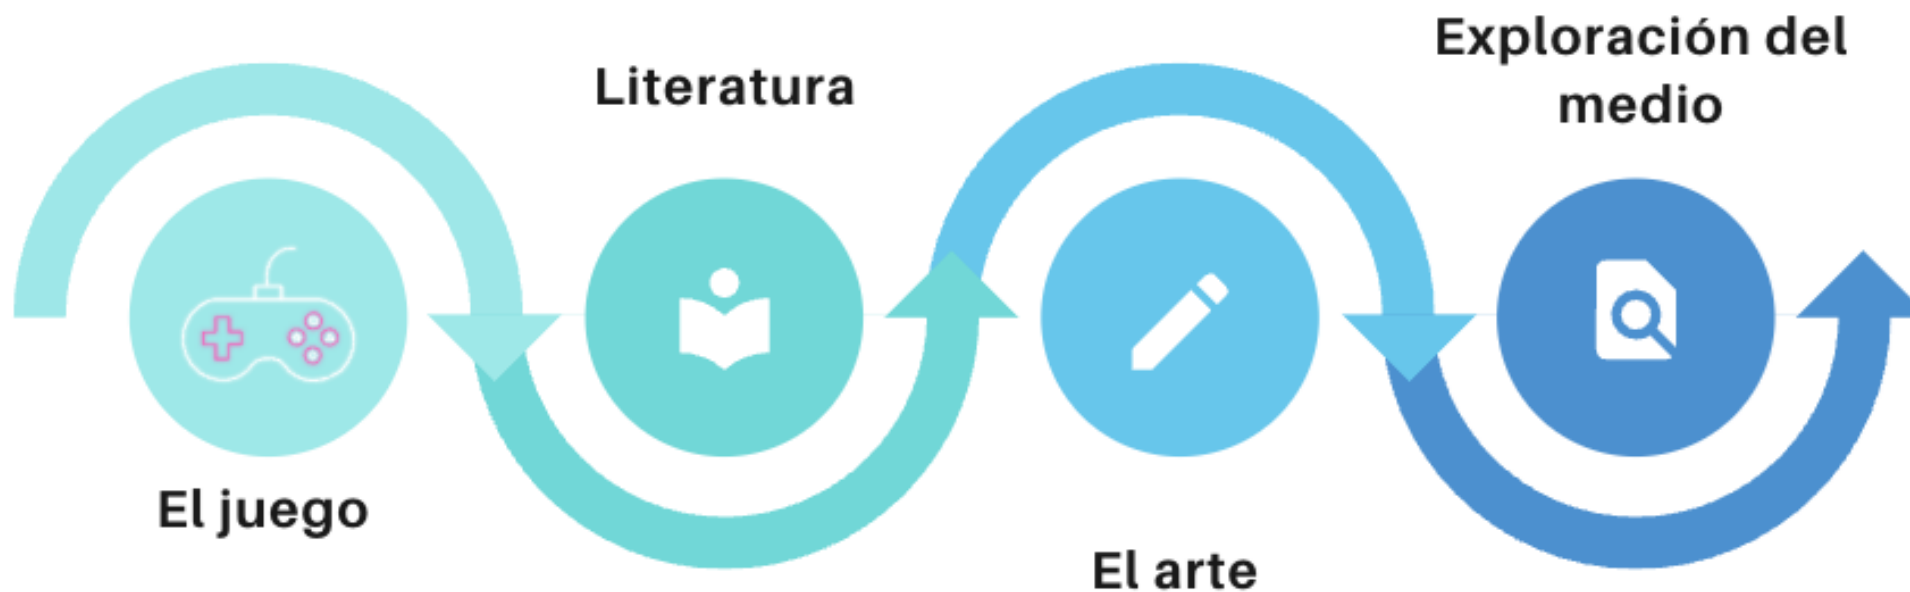 El juego
Literatura
El arte
Exploración del
medio